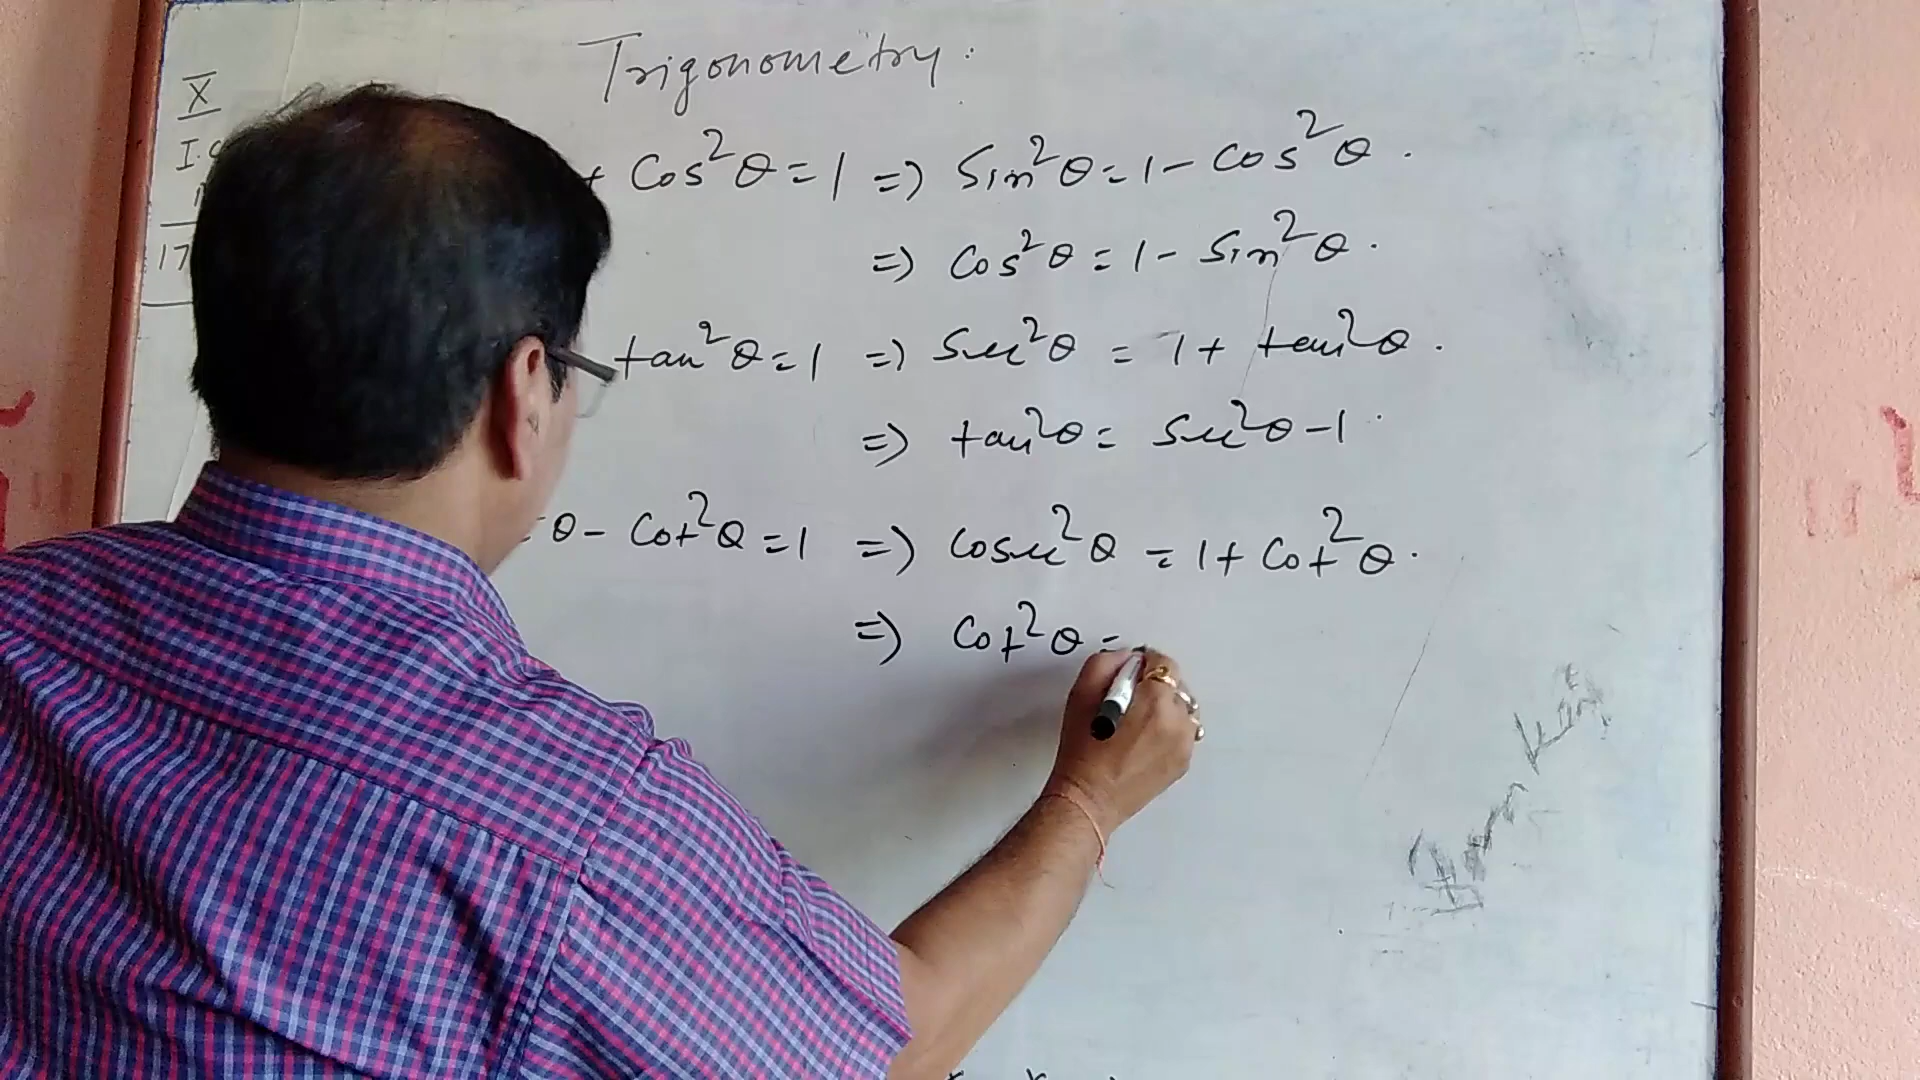 Trigonometry:
X
I.
17
+ Cos²θ = 1 => Sin²θ = 1 - Cos²θ.
=> Cos²θ = 1 - Sin²θ.
tan²θ = 1 => Sec²θ = 1 + tan²θ.
=> tan²θ = Sec²θ - 1
θ - Cot²θ = 1 => Cosec²θ = 1 + Cot²θ.
=> Cot²θ =